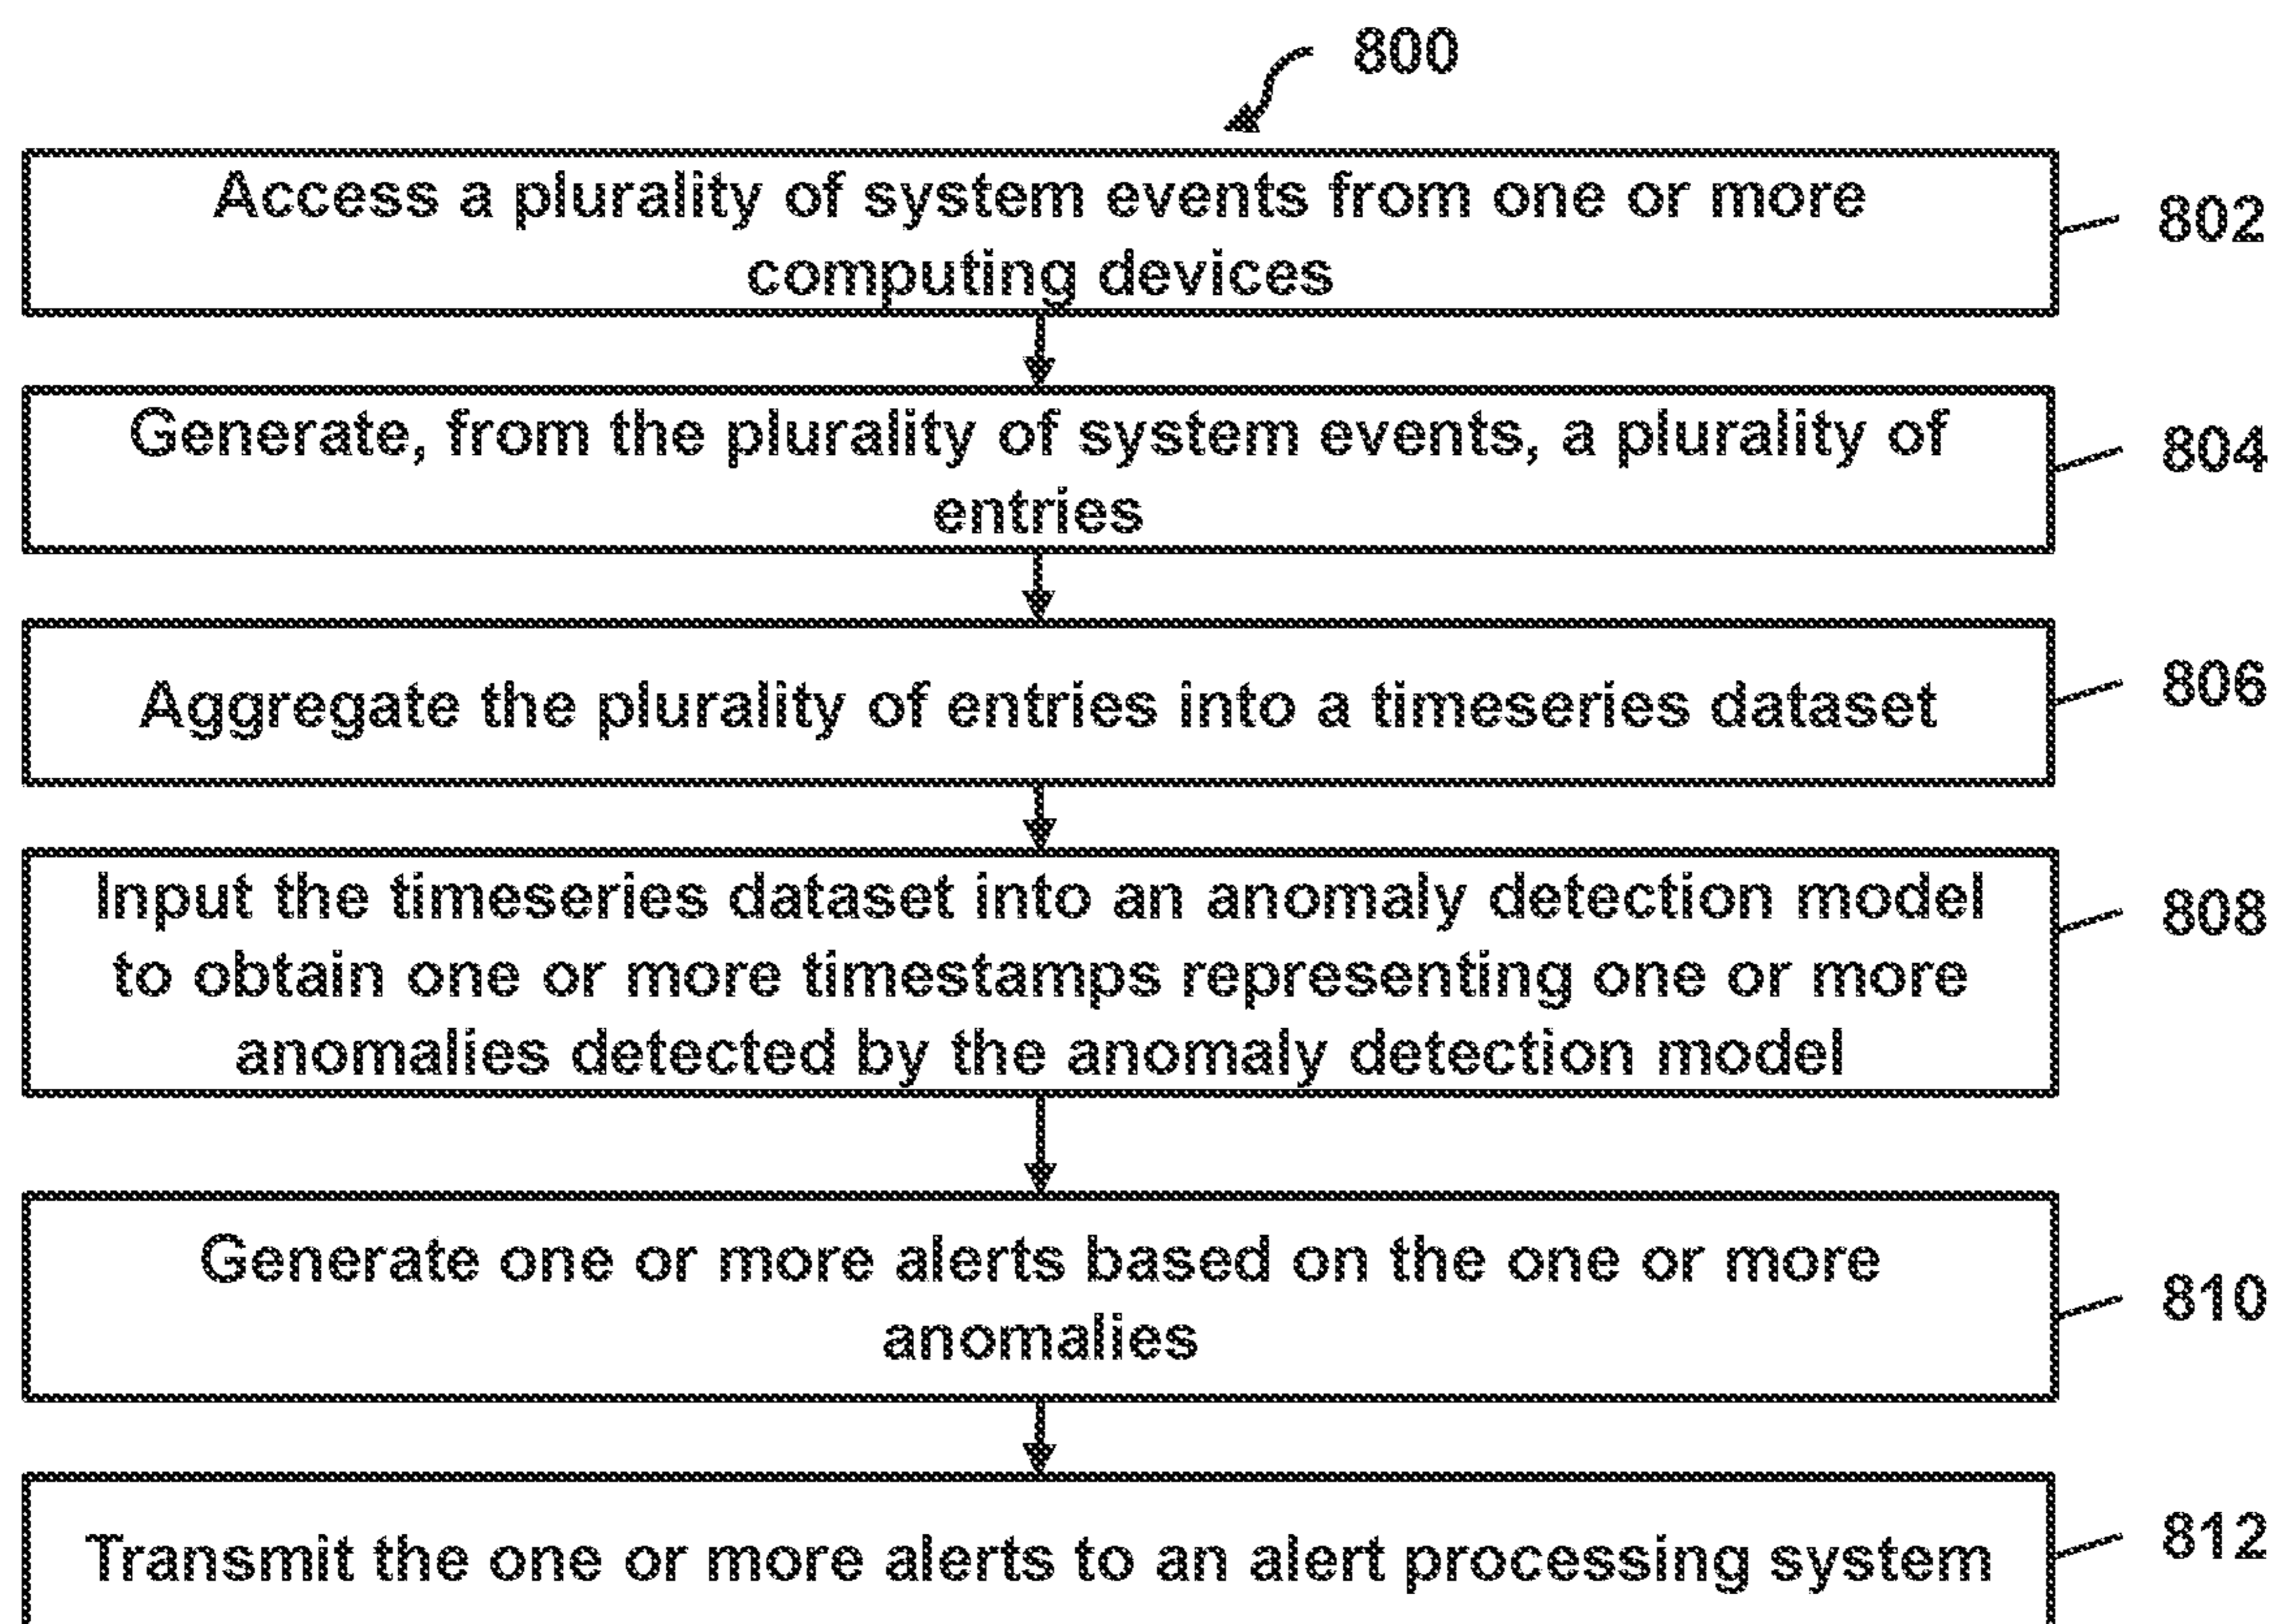 800
Access a plurality of system events from one or more
computing devices
802
Generate, from the plurality of system events, a plurality of
entries
804
Aggregate the plurality of entries into a timeseries dataset
806
Input the timeseries dataset into an anomaly detection model
to obtain one or more timestamps representing one or more
anomalies detected by the anomaly detection model
808
Generate one or more alerts based on the one or more
anomalies
810
Transmit the one or more alerts to an alert processing system
812